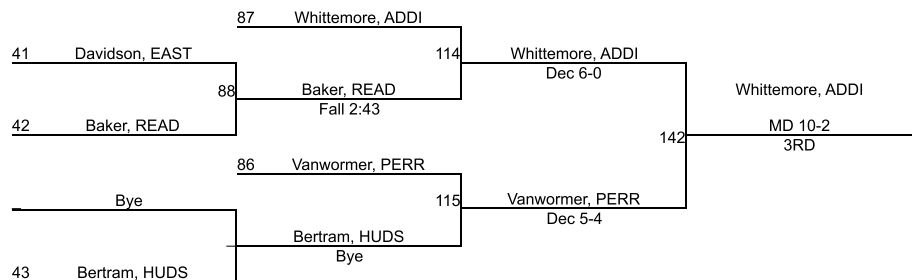 87 Whittemore, ADDI
41 Davidson, EAST
114 Whittemore, ADDI
Dec 6-0
88 Baker, READ
Fall 2:43
Whittemore, ADDI
42 Baker, READ
142 MD 10-2
3RD
86 Vanwormer, PERR
Bye
115 Vanwormer, PERR
Dec 5-4
Bertram, HUDS
Bye
43 Bertram, HUDS